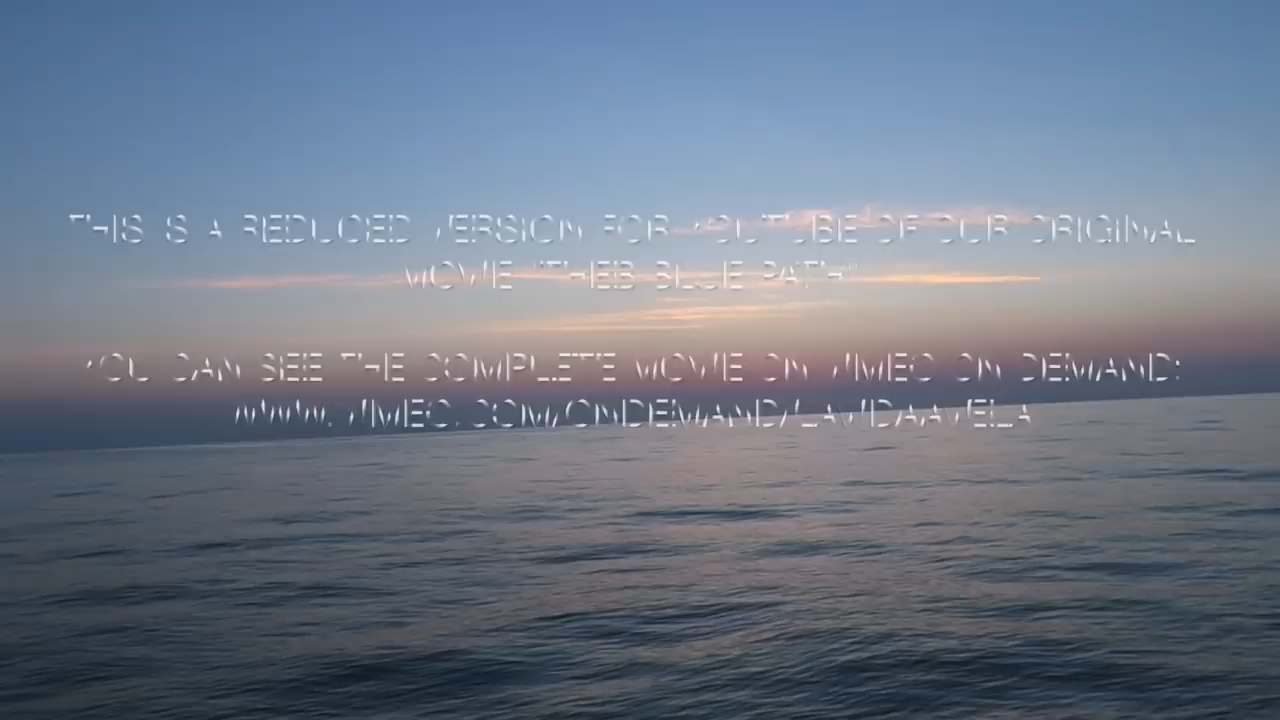 THIS IS A REDUCED VERSION FOR YOUTUBE OF OUR ORIGINAL
MOVIE "THEIR BLUE PATH"
YOU CAN SEE THE COMPLETE MOVIE ON VIMEO ON DEMAND:
WWW.VIMEO.COM/ONDEMAND/LAVIDAAVELA